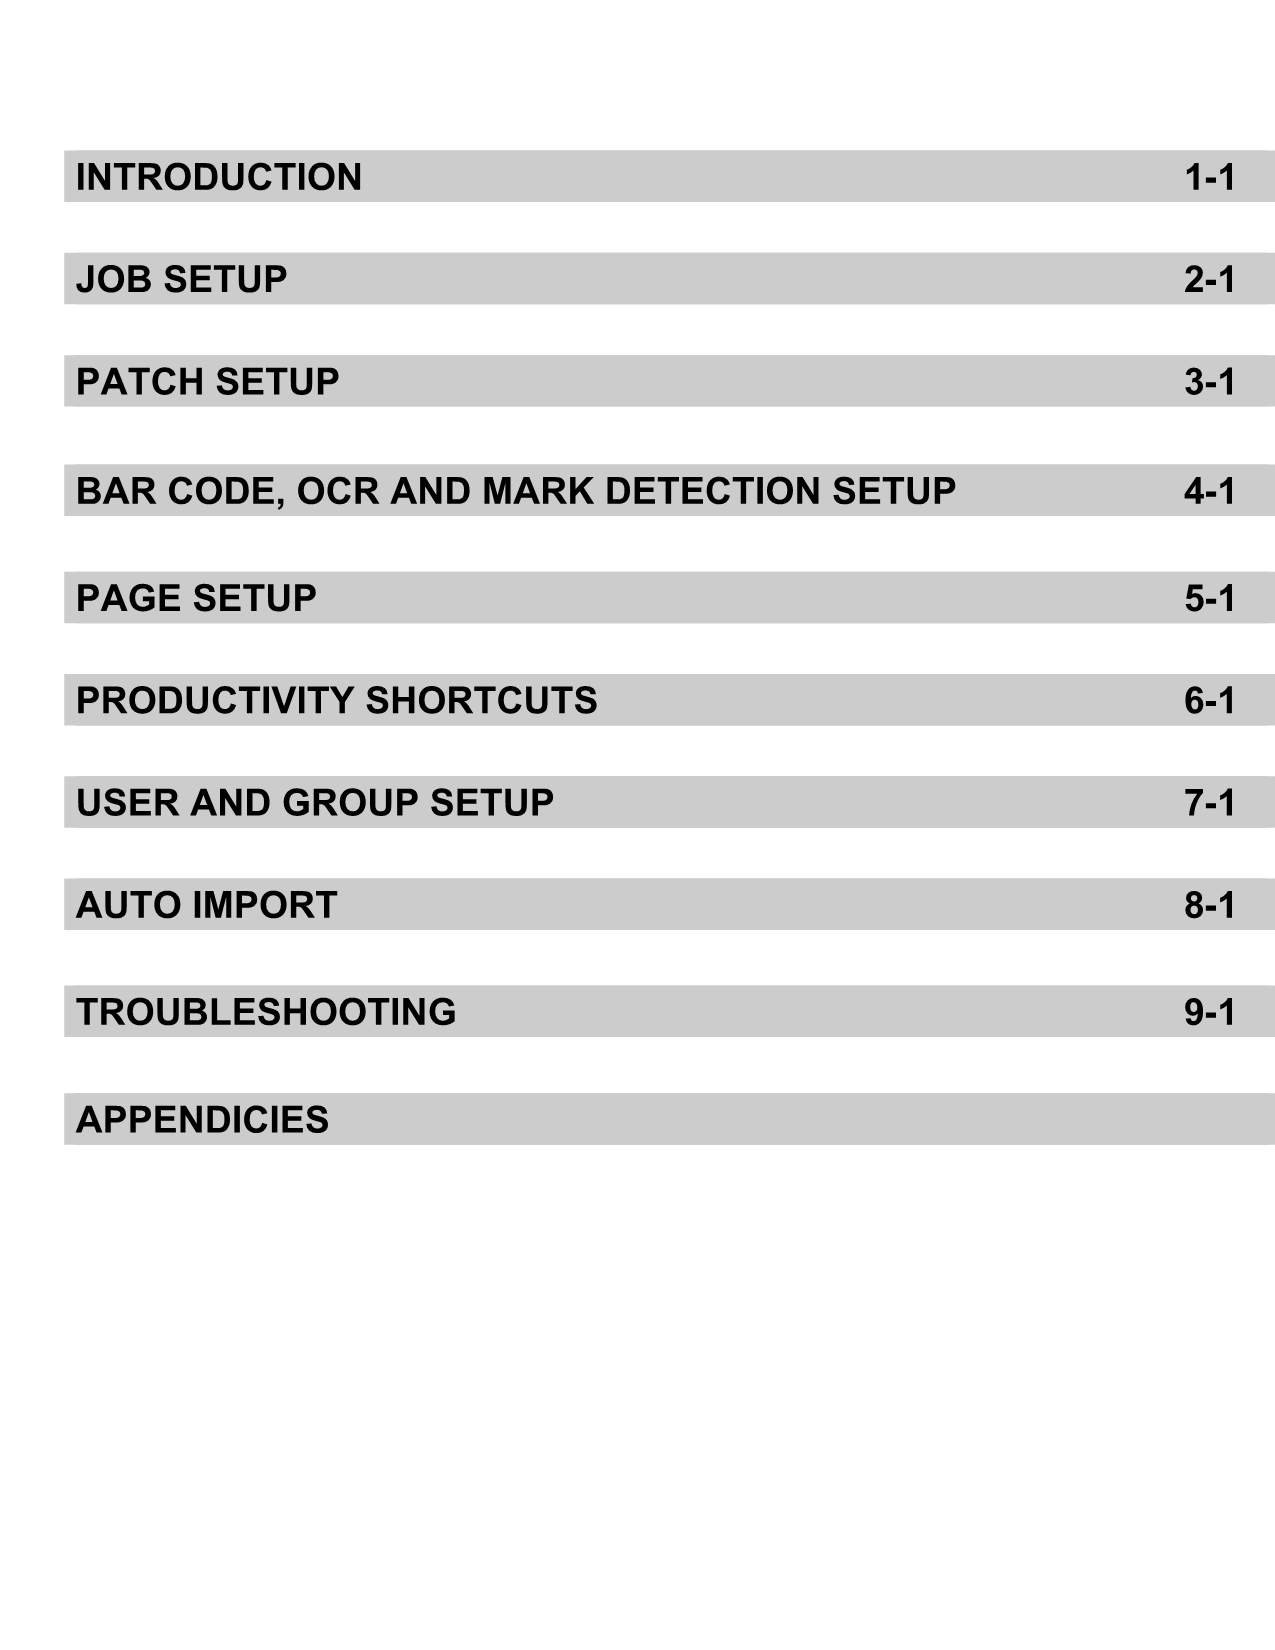 INTRODUCTION 1-1
JOB SETUP 2-1
PATCH SETUP 3-1
BAR CODE, OCR AND MARK DETECTION SETUP 4-1
PAGE SETUP 5-1
PRODUCTIVITY SHORTCUTS 6-1
USER AND GROUP SETUP 7-1
AUTO IMPORT 8-1
TROUBLESHOOTING 9-1
APPENDICIES